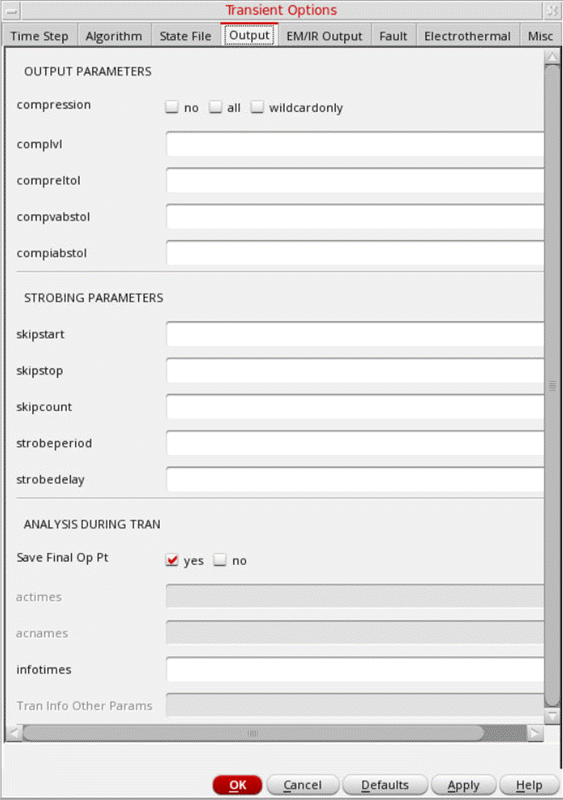 Transient Options
Time Step Algorithm State File Output EM/IR Output Fault Electrothermal Misc
OUTPUT PARAMETERS
compression no all wildcardonly
complvl
compreltol
compvabstol
compiabstol
STROBING PARAMETERS
skipstart
skipstop
skipcount
strobeperiod
strobedelay
ANALYSIS DURING TRAN
Save Final Op Pt yes no
actimes
acnames
infotimes
Tran Info Other Params
OK Cancel Defaults Apply Help